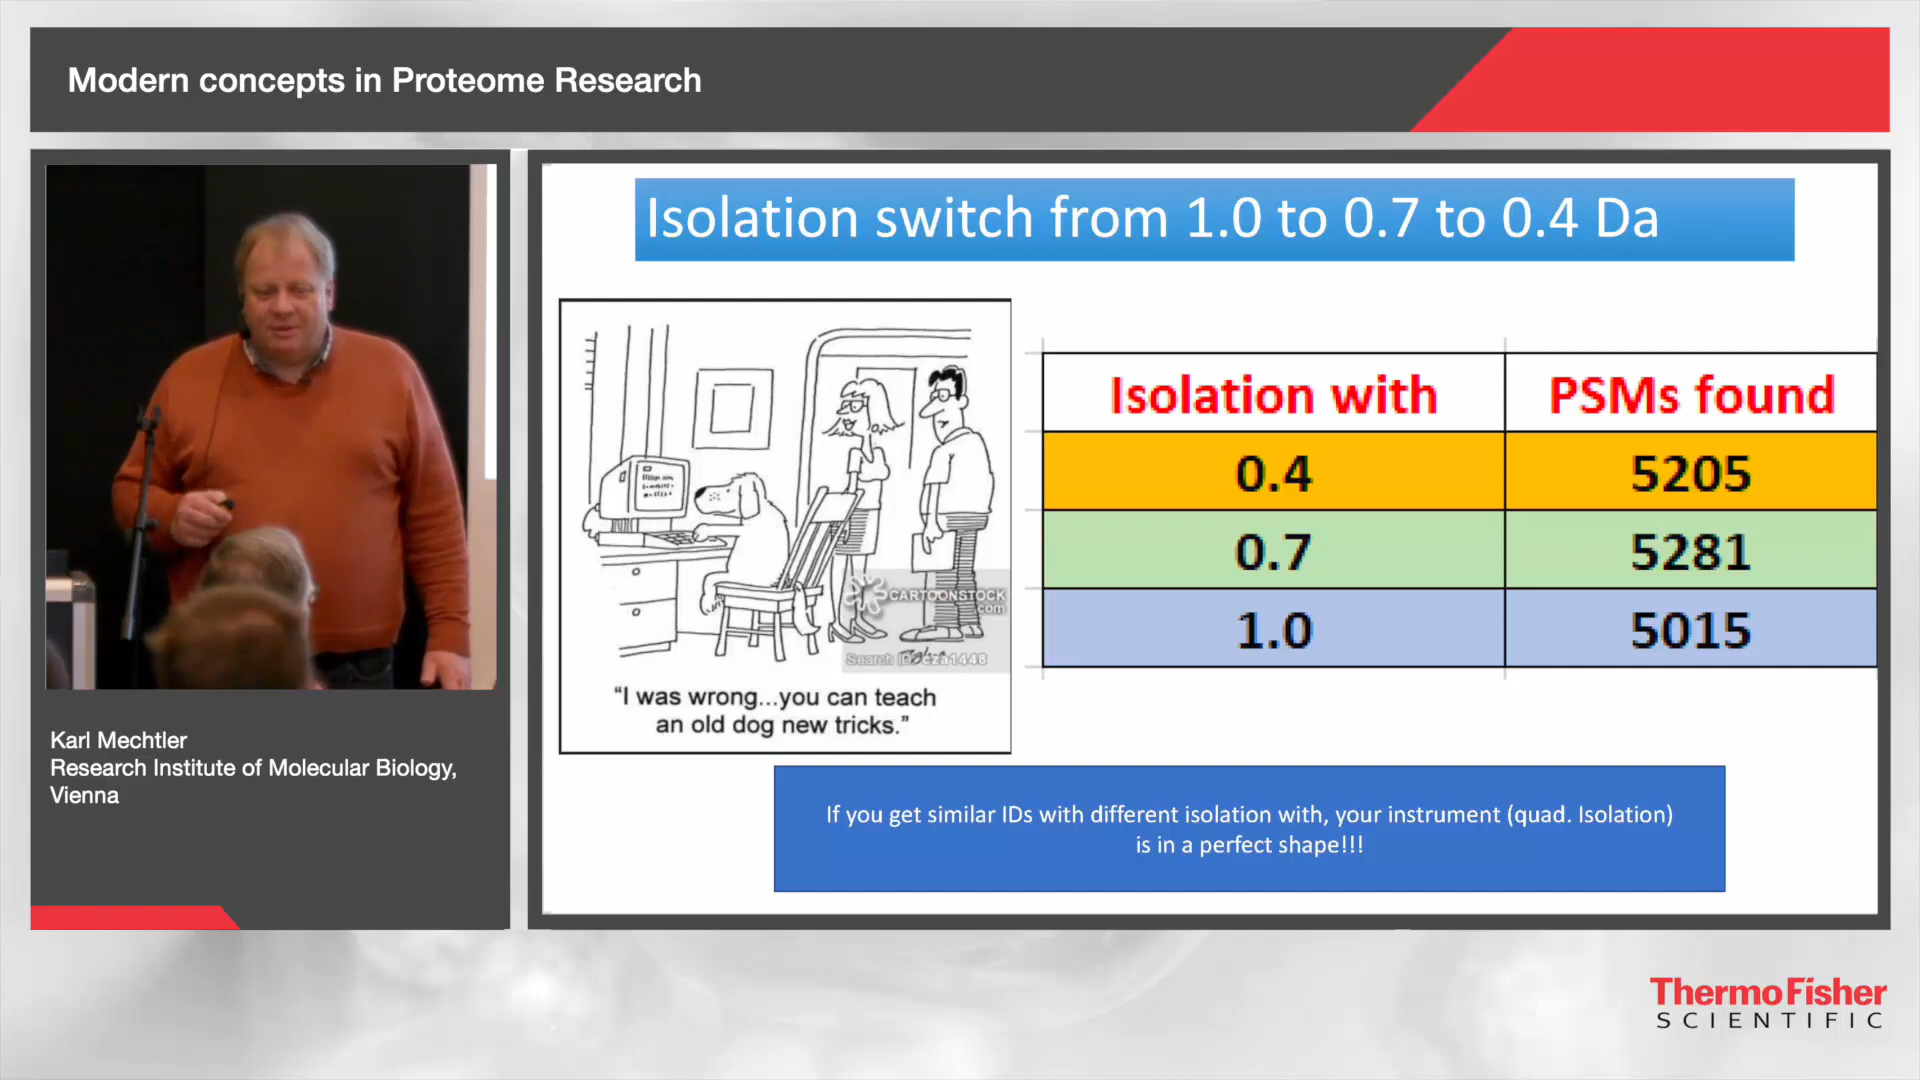 Modern concepts in Proteome Research
Isolation switch from 1.0 to 0.7 to 0.4 Da
Isolation with PSMs found
0.4 5205
0.7 5281
1.0 5015
CARTOONSTOCK
.com
Search ID: cza1448
“I was wrong...you can teach
an old dog new tricks.”
If you get similar IDs with different isolation with, your instrument (quad. Isolation)
is in a perfect shape!!!
Karl Mechtler
Research Institute of Molecular Biology,
Vienna
ThermoFisher
SCIENTIFIC